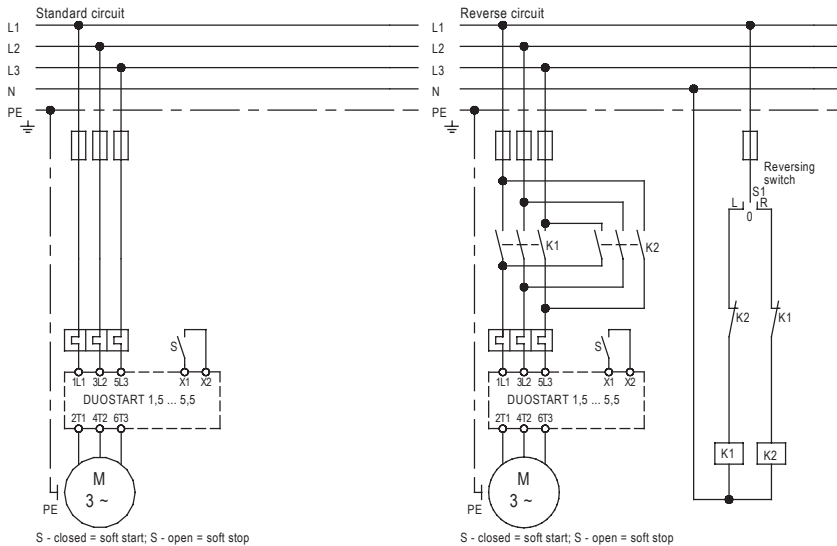 Standard circuit
L1
L2
L3
N
PE
S
1L1 3L2 5L3 X1 X2
DUOSTART 1,5 ... 5,5
2T1 4T2 6T3
M
3 ~
PE
S - closed = soft start; S - open = soft stop
Reverse circuit
L1
L2
L3
N
PE
Reversing
switch
S1
L R
0
K1 K2
K2 K1
S
1L1 3L2 5L3 X1 X2
DUOSTART 1,5 ... 5,5
2T1 4T2 6T3
K1 K2
M
3 ~
PE
S - closed = soft start; S - open = soft stop